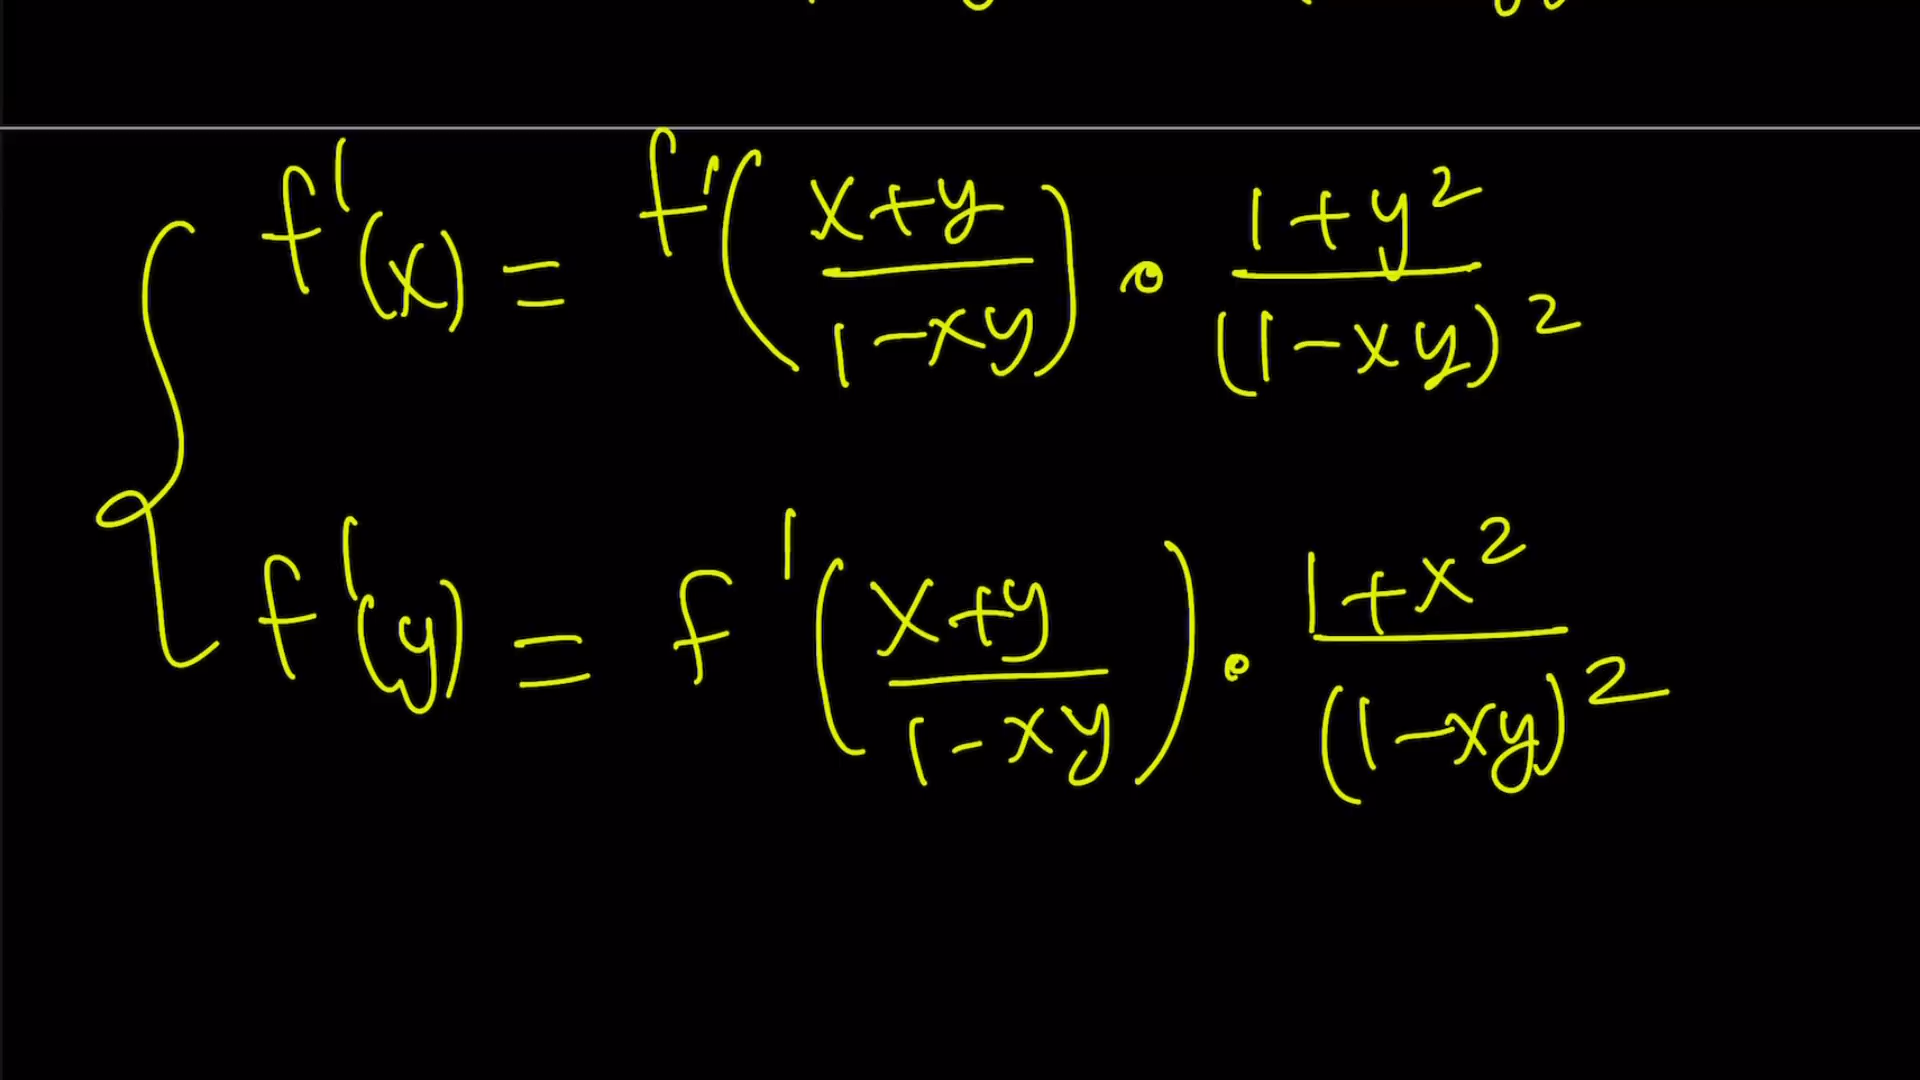 f'(x) = f'((x+y)/(1-xy)) • (1+y²)/(1-xy)²
f'(y) = f'((x+y)/(1-xy)) • (1+x²)/(1-xy)²